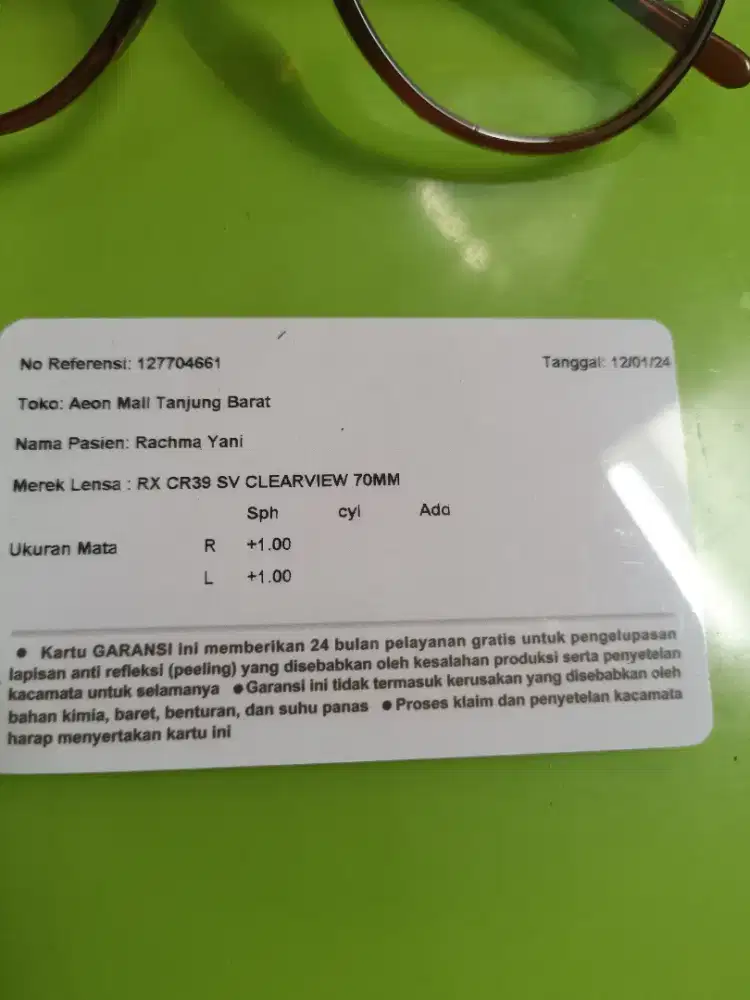 No Referensi: 127704661 Tanggal: 12/01/24
Toko: Aeon Mall Tanjung Barat
Nama Pasien: Rachma Yani
Merek Lensa : RX CR39 SV CLEARVIEW 70MM
Sph cyl Add
Ukuran Mata R +1.00
L +1.00
● Kartu GARANSI ini memberikan 24 bulan pelayanan gratis untuk pengelupasan
lapisan anti refleksi (peeling) yang disebabkan oleh kesalahan produksi serta penyetelan
kacamata untuk selamanya ● Garansi ini tidak termasuk kerusakan yang disebabkan oleh
bahan kimia, baret, benturan, dan suhu panas ● Proses klaim dan penyetelan kacamata
harap menyertakan kartu ini